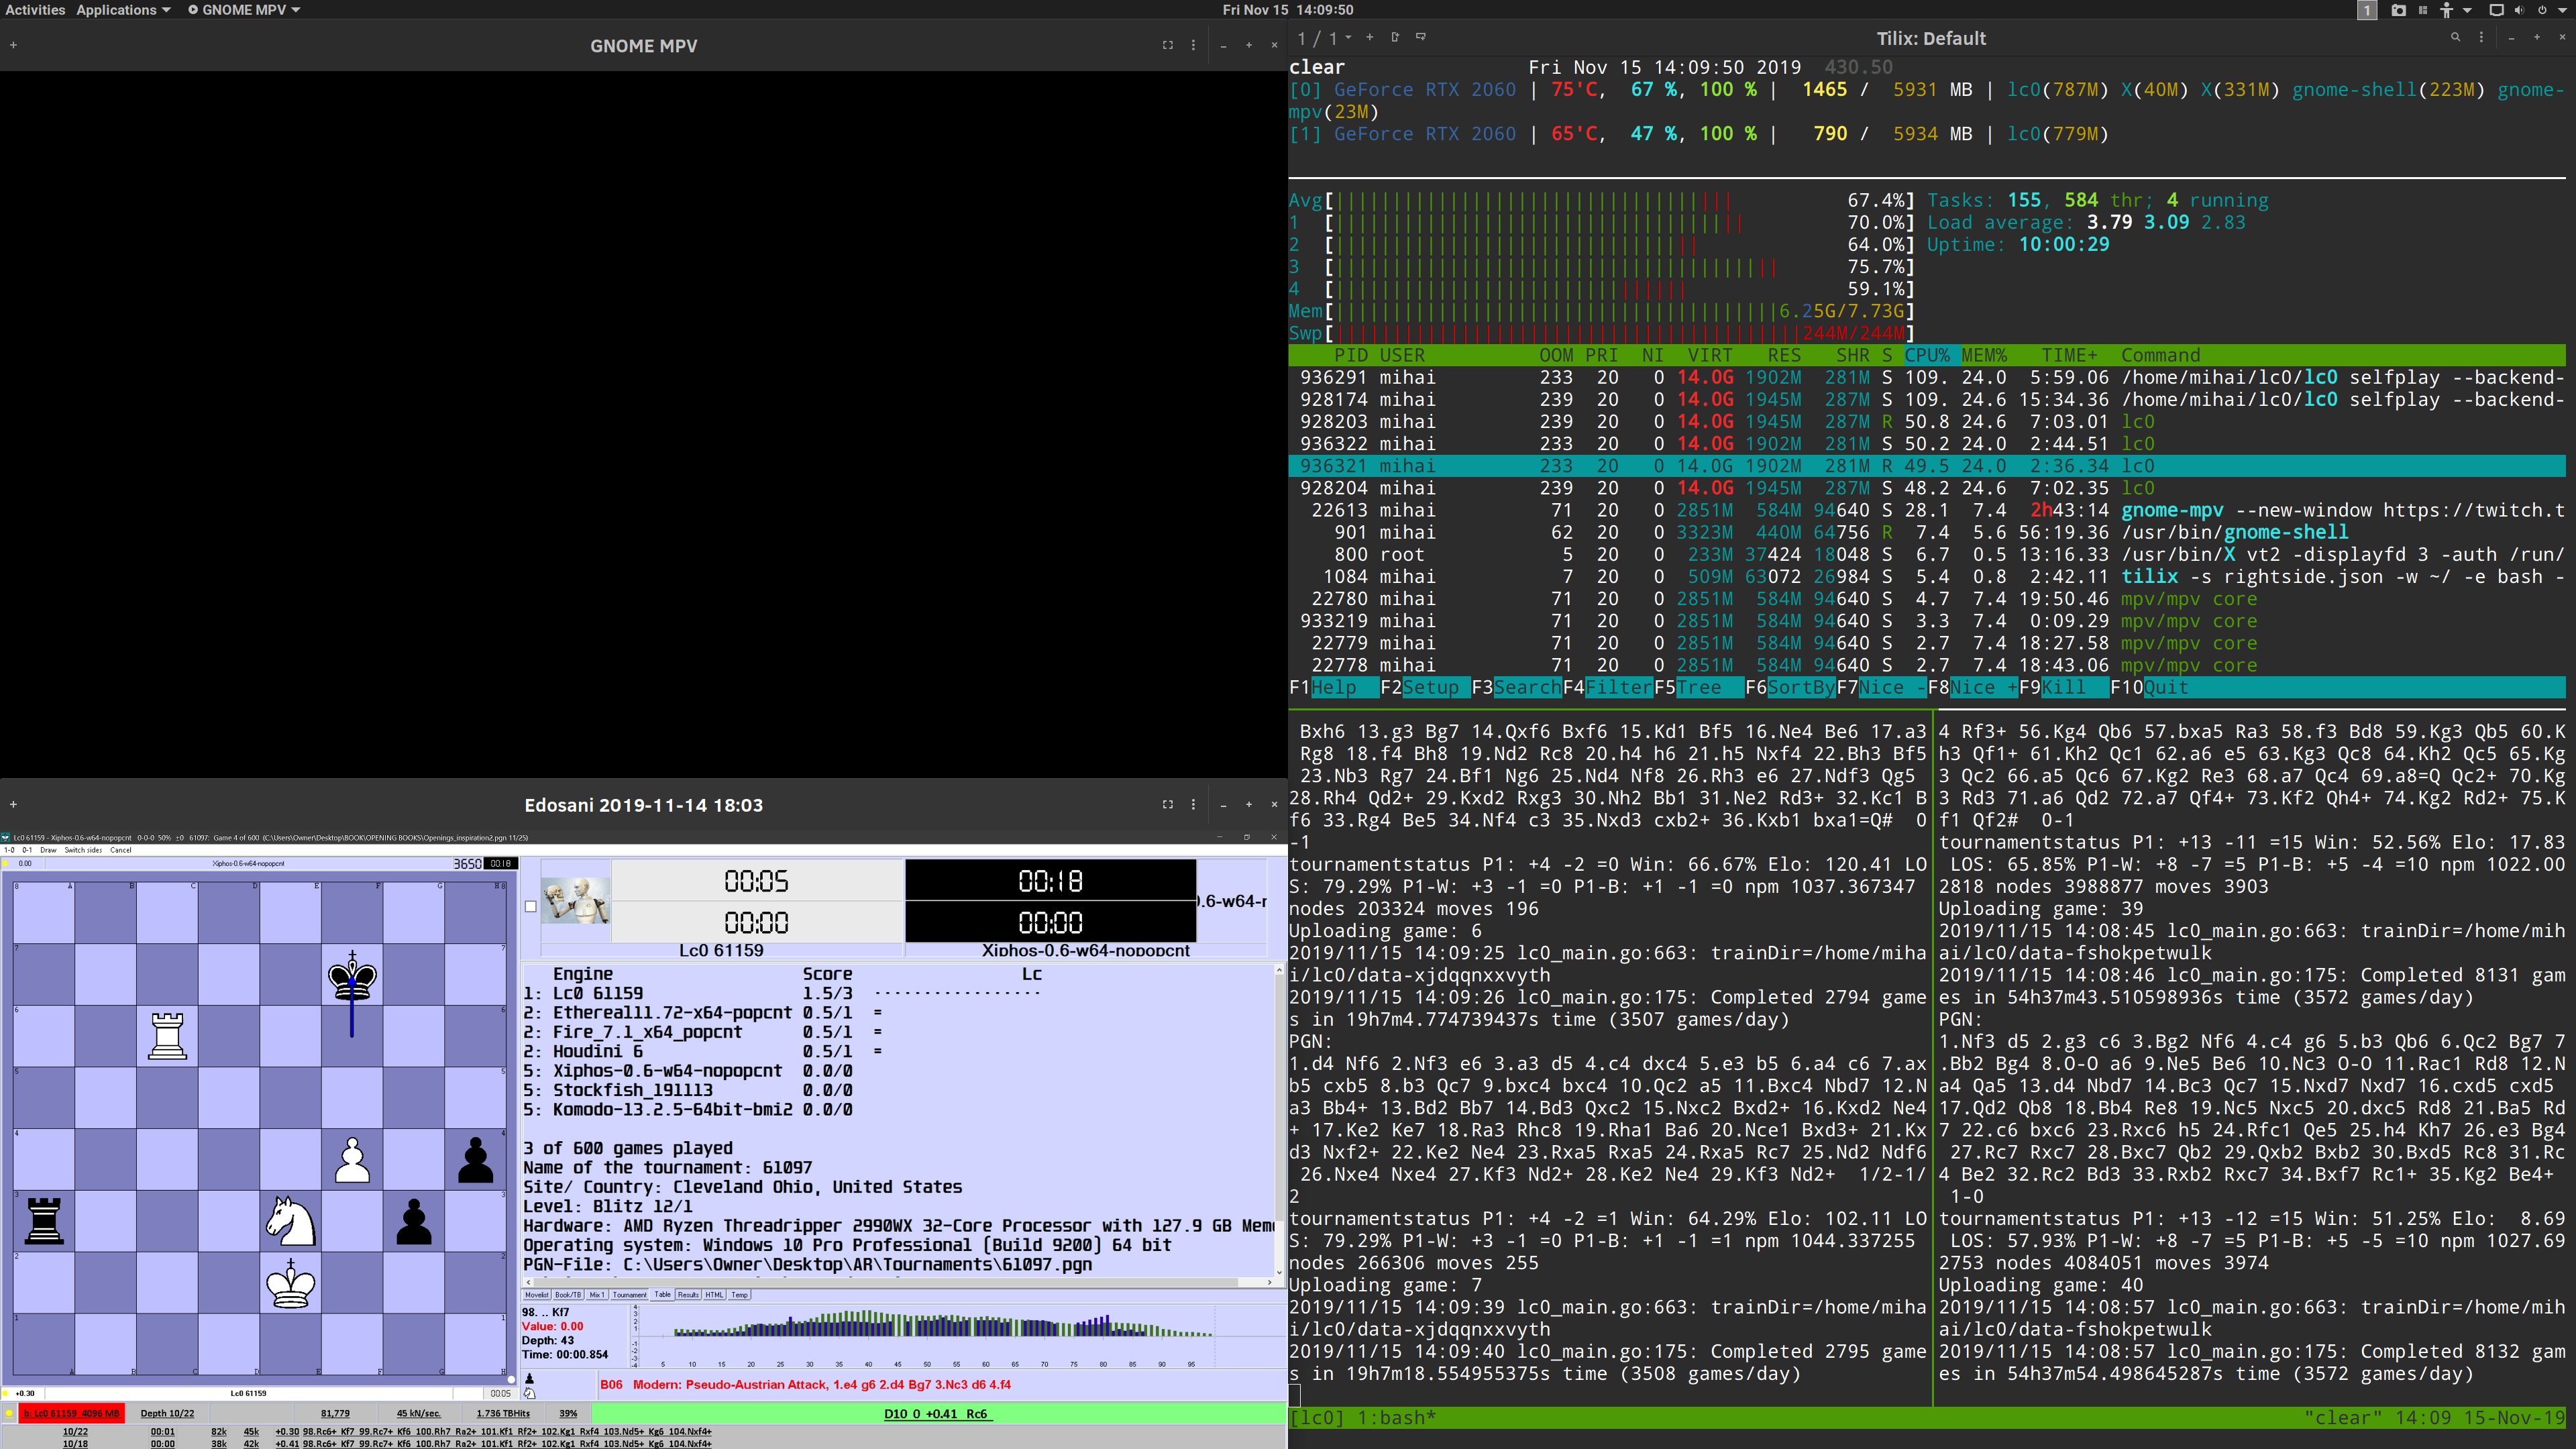 Activities Applications GNOME MPV Fri Nov 15 14:09:50 1
GNOME MPV
1 / 1 Tilix: Default
clear Fri Nov 15 14:09:50 2019 430.50
[0] GeForce RTX 2060 | 75'C, 67 %, 100 % | 1465 / 5931 MB | lc0(787M) X(40M) X(331M) gnome-shell(223M) gnome-
mpv(23M)
[1] GeForce RTX 2060 | 65'C, 47 %, 100 % | 790 / 5934 MB | lc0(779M)
Avg[ 67.4%] Tasks: 155, 584 thr; 4 running
1 [ 70.0%] Load average: 3.79 3.09 2.83
2 [ 64.0%] Uptime: 10:00:29
3 [ 75.7%]
4 [ 59.1%]
Mem[ 6.25G/7.73G]
Swp[ 244M/244M]
PID USER OOM PRI NI VIRT RES SHR S CPU% MEM% TIME+ Command
936291 mihai 233 20 0 14.0G 1902M 281M S 109. 24.0 5:59.06 /home/mihai/lc0/lc0 selfplay --backend-
928174 mihai 239 20 0 14.0G 1945M 287M S 109. 24.6 15:34.36 /home/mihai/lc0/lc0 selfplay --backend-
928203 mihai 239 20 0 14.0G 1945M 287M R 50.8 24.6 7:03.01 lc0
936322 mihai 233 20 0 14.0G 1902M 281M S 50.2 24.0 2:44.51 lc0
936321 mihai 233 20 0 14.0G 1902M 281M R 49.5 24.0 2:36.34 lc0
928204 mihai 239 20 0 14.0G 1945M 287M S 48.2 24.6 7:02.35 lc0
22613 mihai 71 20 0 2851M 584M 94640 S 28.1 7.4 2h43:14 gnome-mpv --new-window https://twitch.t
901 mihai 62 20 0 3323M 440M 64756 R 7.4 5.6 56:19.36 /usr/bin/gnome-shell
800 root 5 20 0 233M 37424 18048 S 6.7 0.5 13:16.33 /usr/bin/X vt2 -displayfd 3 -auth /run/
1084 mihai 7 20 0 509M 63072 26984 S 5.4 0.8 2:42.11 tilix -s rightside.json -w ~/ -e bash -
22780 mihai 71 20 0 2851M 584M 94640 S 4.7 7.4 19:50.46 mpv/mpv core
933219 mihai 71 20 0 2851M 584M 94640 S 3.3 7.4 0:09.29 mpv/mpv core
22779 mihai 71 20 0 2851M 584M 94640 S 2.7 7.4 18:27.58 mpv/mpv core
22778 mihai 71 20 0 2851M 584M 94640 S 2.7 7.4 18:43.06 mpv/mpv core
F1Help F2Setup F3SearchF4FilterF5Tree F6SortByF7Nice -F8Nice +F9Kill F10Quit
Bxh6 13.g3 Bg7 14.Qxf6 Bxf6 15.Kd1 Bf5 16.Ne4 Be6 17.a3
Rg8 18.f4 Bh8 19.Nd2 Rc8 20.h4 h6 21.h5 Nxf4 22.Bh3 Bf5
23.Nb3 Rg7 24.Bf1 Ng6 25.Nd4 Nf8 26.Rh3 e6 27.Ndf3 Qg5
28.Rh4 Qd2+ 29.Kxd2 Rxg3 30.Nh2 Bb1 31.Ne2 Rd3+ 32.Kc1 B
f6 33.Rg4 Be5 34.Nf4 c3 35.Nxd3 cxb2+ 36.Kxb1 bxa1=Q# 0
-1
tournamentstatus P1: +4 -2 =0 Win: 66.67% Elo: 120.41 LO
S: 79.29% P1-W: +3 -1 =0 P1-B: +1 -1 =0 npm 1037.367347
nodes 203324 moves 196
Uploading game: 6
2019/11/15 14:09:25 lc0_main.go:663: trainDir=/home/miha
i/lc0/data-xjdqqnxxvyth
2019/11/15 14:09:26 lc0_main.go:175: Completed 2794 game
s in 19h7m4.774739437s time (3507 games/day)
PGN:
1.d4 Nf6 2.Nf3 e6 3.a3 d5 4.c4 dxc4 5.e3 b5 6.a4 c6 7.ax
b5 cxb5 8.b3 Qc7 9.bxc4 bxc4 10.Qc2 a5 11.Bxc4 Nbd7 12.N
a3 Bb4+ 13.Bd2 Bb7 14.Bd3 Qxc2 15.Nxc2 Bxd2+ 16.Kxd2 Ne4
+ 17.Ke2 Ke7 18.Ra3 Rhc8 19.Rha1 Ba6 20.Nce1 Bxd3+ 21.Kx
d3 Nxf2+ 22.Ke2 Ne4 23.Rxa5 Rxa5 24.Rxa5 Rc7 25.Nd2 Ndf6
26.Nxe4 Nxe4 27.Kf3 Nd2+ 28.Ke2 Ne4 29.Kf3 Nd2+ 1/2-1/
2
tournamentstatus P1: +4 -2 =1 Win: 64.29% Elo: 102.11 LO
S: 79.29% P1-W: +3 -1 =0 P1-B: +1 -1 =1 npm 1044.337255
nodes 266306 moves 255
Uploading game: 7
2019/11/15 14:09:39 lc0_main.go:663: trainDir=/home/miha
i/lc0/data-xjdqqnxxvyth
2019/11/15 14:09:40 lc0_main.go:175: Completed 2795 game
s in 19h7m18.554955375s time (3508 games/day)
4 Rf3+ 56.Kg4 Qb6 57.bxa5 Ra3 58.f3 Bd8 59.Kg3 Qb5 60.K
h3 Qf1+ 61.Kh2 Qc1 62.a6 e5 63.Kg3 Qc8 64.Kh2 Qc5 65.Kg
3 Qc2 66.a5 Qc6 67.Kg2 Re3 68.a7 Qc4 69.a8=Q Qc2+ 70.Kg
3 Rd3 71.a6 Qd2 72.a7 Qf4+ 73.Kf2 Qh4+ 74.Kg2 Rd2+ 75.K
f1 Qf2# 0-1
tournamentstatus P1: +13 -11 =15 Win: 52.56% Elo: 17.83
LOS: 65.85% P1-W: +8 -7 =5 P1-B: +5 -4 =10 npm 1022.00
2818 nodes 3988877 moves 3903
Uploading game: 39
2019/11/15 14:08:45 lc0_main.go:663: trainDir=/home/mih
ai/lc0/data-fshokpetwulk
2019/11/15 14:08:46 lc0_main.go:175: Completed 8131 gam
es in 54h37m43.510598936s time (3572 games/day)
PGN:
1.Nf3 d5 2.g3 c6 3.Bg2 Nf6 4.c4 g6 5.b3 Qb6 6.Qc2 Bg7 7
.Bb2 Bg4 8.O-O a6 9.Ne5 Be6 10.Nc3 O-O 11.Rac1 Rd8 12.N
a4 Qa5 13.d4 Nbd7 14.Bc3 Qc7 15.Nxd7 Nxd7 16.cxd5 cxd5
17.Qd2 Qb8 18.Bb4 Re8 19.Nc5 Nxc5 20.dxc5 Rd8 21.Ba5 Rd
7 22.c6 bxc6 23.Rxc6 h5 24.Rfc1 Qe5 25.h4 Kh7 26.e3 Bg4
27.Rc7 Rxc7 28.Bxc7 Qb2 29.Qxb2 Bxb2 30.Bxd5 Rc8 31.Rc
4 Be2 32.Rc2 Bd3 33.Rxb2 Rxc7 34.Bxf7 Rc1+ 35.Kg2 Be4+
1-0
tournamentstatus P1: +13 -12 =15 Win: 51.25% Elo: 8.69
LOS: 57.93% P1-W: +8 -7 =5 P1-B: +5 -5 =10 npm 1027.69
2753 nodes 4084051 moves 3974
Uploading game: 40
2019/11/15 14:08:57 lc0_main.go:663: trainDir=/home/mih
ai/lc0/data-fshokpetwulk
2019/11/15 14:08:57 lc0_main.go:175: Completed 8132 gam
es in 54h37m54.498645287s time (3572 games/day)
[lc0] 1:bash* "clear" 14:09 15-Nov-19
Edosani 2019-11-14 18:03
Lc0 61159 - Xiphos-0.6-w64-nopopcnt 0-0-0 50% ±0 61097: Game 4 of 600 (C:\Users\Owner\Desktop\BOOK\OPENING BOOKS\Openings_inspiration2.pgn 11/25)
1-0 0-1 Draw Switch sides Cancel
0.00 Xiphos-0.6-w64-nopopcnt 3650 00:18
00:05 00:18
00:00 00:00
).6-w64-r
Lc0 61159 Xiphos-0.6-w64-nopopcnt
Engine Score Lc
1: Lc0 61159 1.5/3 ------------------
2: Ethereal11.72-x64-popcnt 0.5/1 =
2: Fire_7.1_x64_popcnt 0.5/1 =
2: Houdini 6 0.5/1 =
5: Xiphos-0.6-w64-nopopcnt 0.0/0
5: Stockfish_191113 0.0/0
5: Komodo-13.2.5-64bit-bmi2 0.0/0
3 of 600 games played
Name of the tournament: 61097
Site/ Country: Cleveland Ohio, United States
Level: Blitz 12/1
Hardware: AMD Ryzen Threadripper 2990WX 32-Core Processor with 127.9 GB Mem
Operating system: Windows 10 Pro Professional (Build 9200) 64 bit
PGN-File: C:\Users\Owner\Desktop\AR\Tournaments\61097.pgn
Movelist Book/TB Mix 1 Tournament Table Results HTML Temp
98. .. Kf7
Value: 0.00
Depth: 43
Time: 00:00.854
5 10 15 20 25 30 35 40 45 50 55 60 65 70 75 80 85 90 95
B06 Modern: Pseudo-Austrian Attack, 1.e4 g6 2.d4 Bg7 3.Nc3 d6 4.f4
+0.30 Lc0 61159 00:05
b: Lc0 61159 4096 MB Depth 10/22 81,779 45 kN/sec. 1.736 TBHits 39% D10 0 +0.41 Rc6
10/22 00:01 82k 45k +0.30 98.Rc6+ Kf7 99.Rc7+ Kf6 100.Rh7 Ra2+ 101.Kf1 Rf2+ 102.Kg1 Rxf4 103.Nd5+ Kg6 104.Nxf4+
10/18 00:00 38k 42k +0.41 98.Rc6+ Kf7 99.Rc7+ Kf6 100.Rh7 Ra2+ 101.Kf1 Rf2+ 102.Kg1 Rxf4 103.Nd5+ Kg6 104.Nxf4+